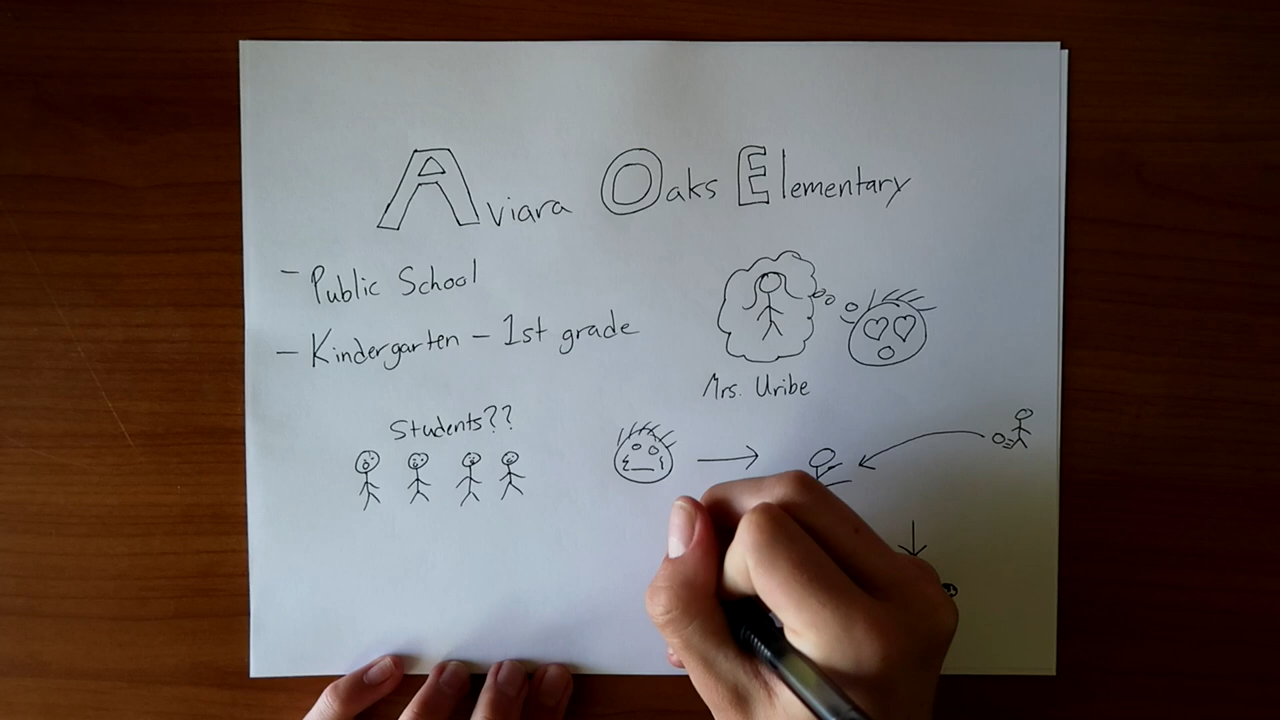 Aviara Oaks Elementary
- Public School
- Kindergarten - 1st grade
Mrs. Uribe
Students??